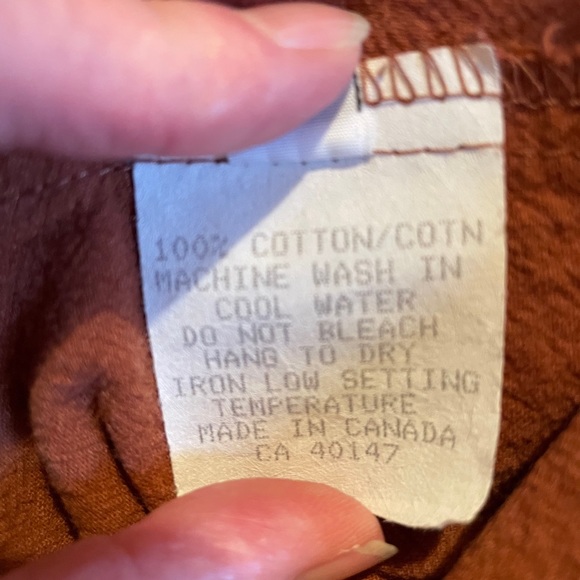 100% COTTON/COTN
MACHINE WASH IN
COOL WATER
DO NOT BLEACH
HANG TO DRY
IRON LOW SETTING
TEMPERATURE
MADE IN CANADA
CA 40147